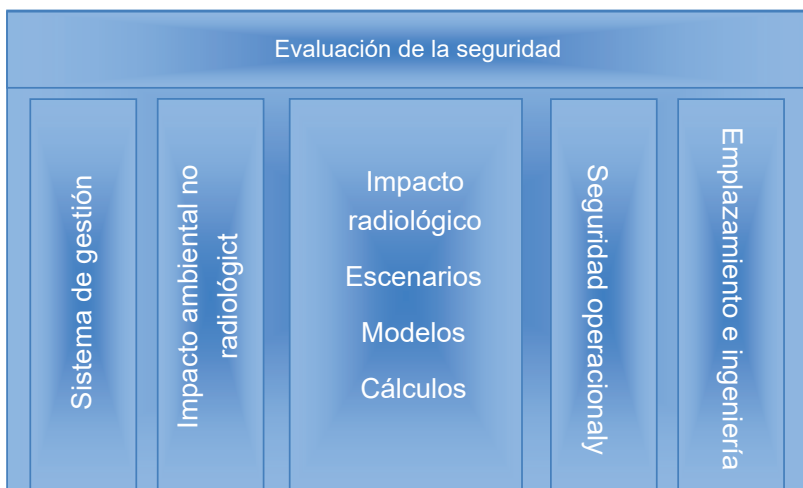 Evaluación de la seguridad
Sistema de gestión
Impacto ambiental no
radiológict
Impacto
radiológico
Escenarios
Modelos
Cálculos
Seguridad operacionaly
Emplazamiento e ingeniería